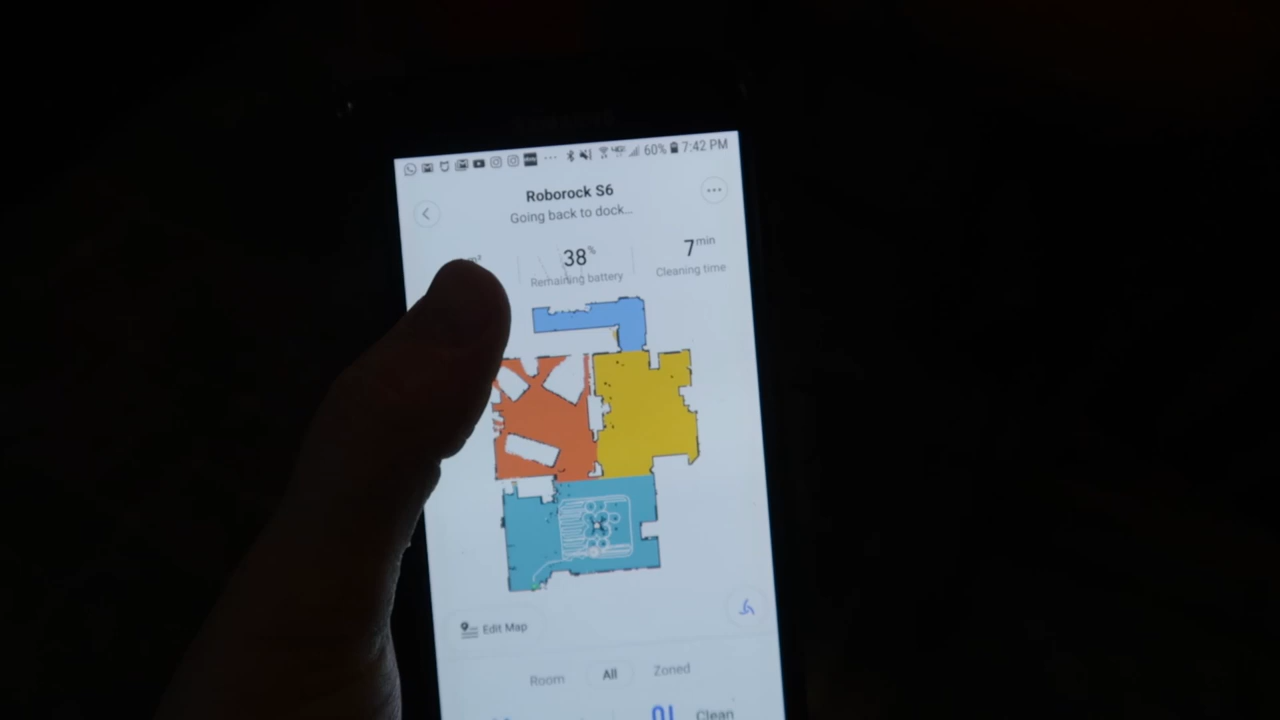 60% 7:42 PM
Roborock S6
Going back to dock...
m²
38%
7min
Remaining battery
Cleaning time
Edit Map
Room All Zoned
Clean